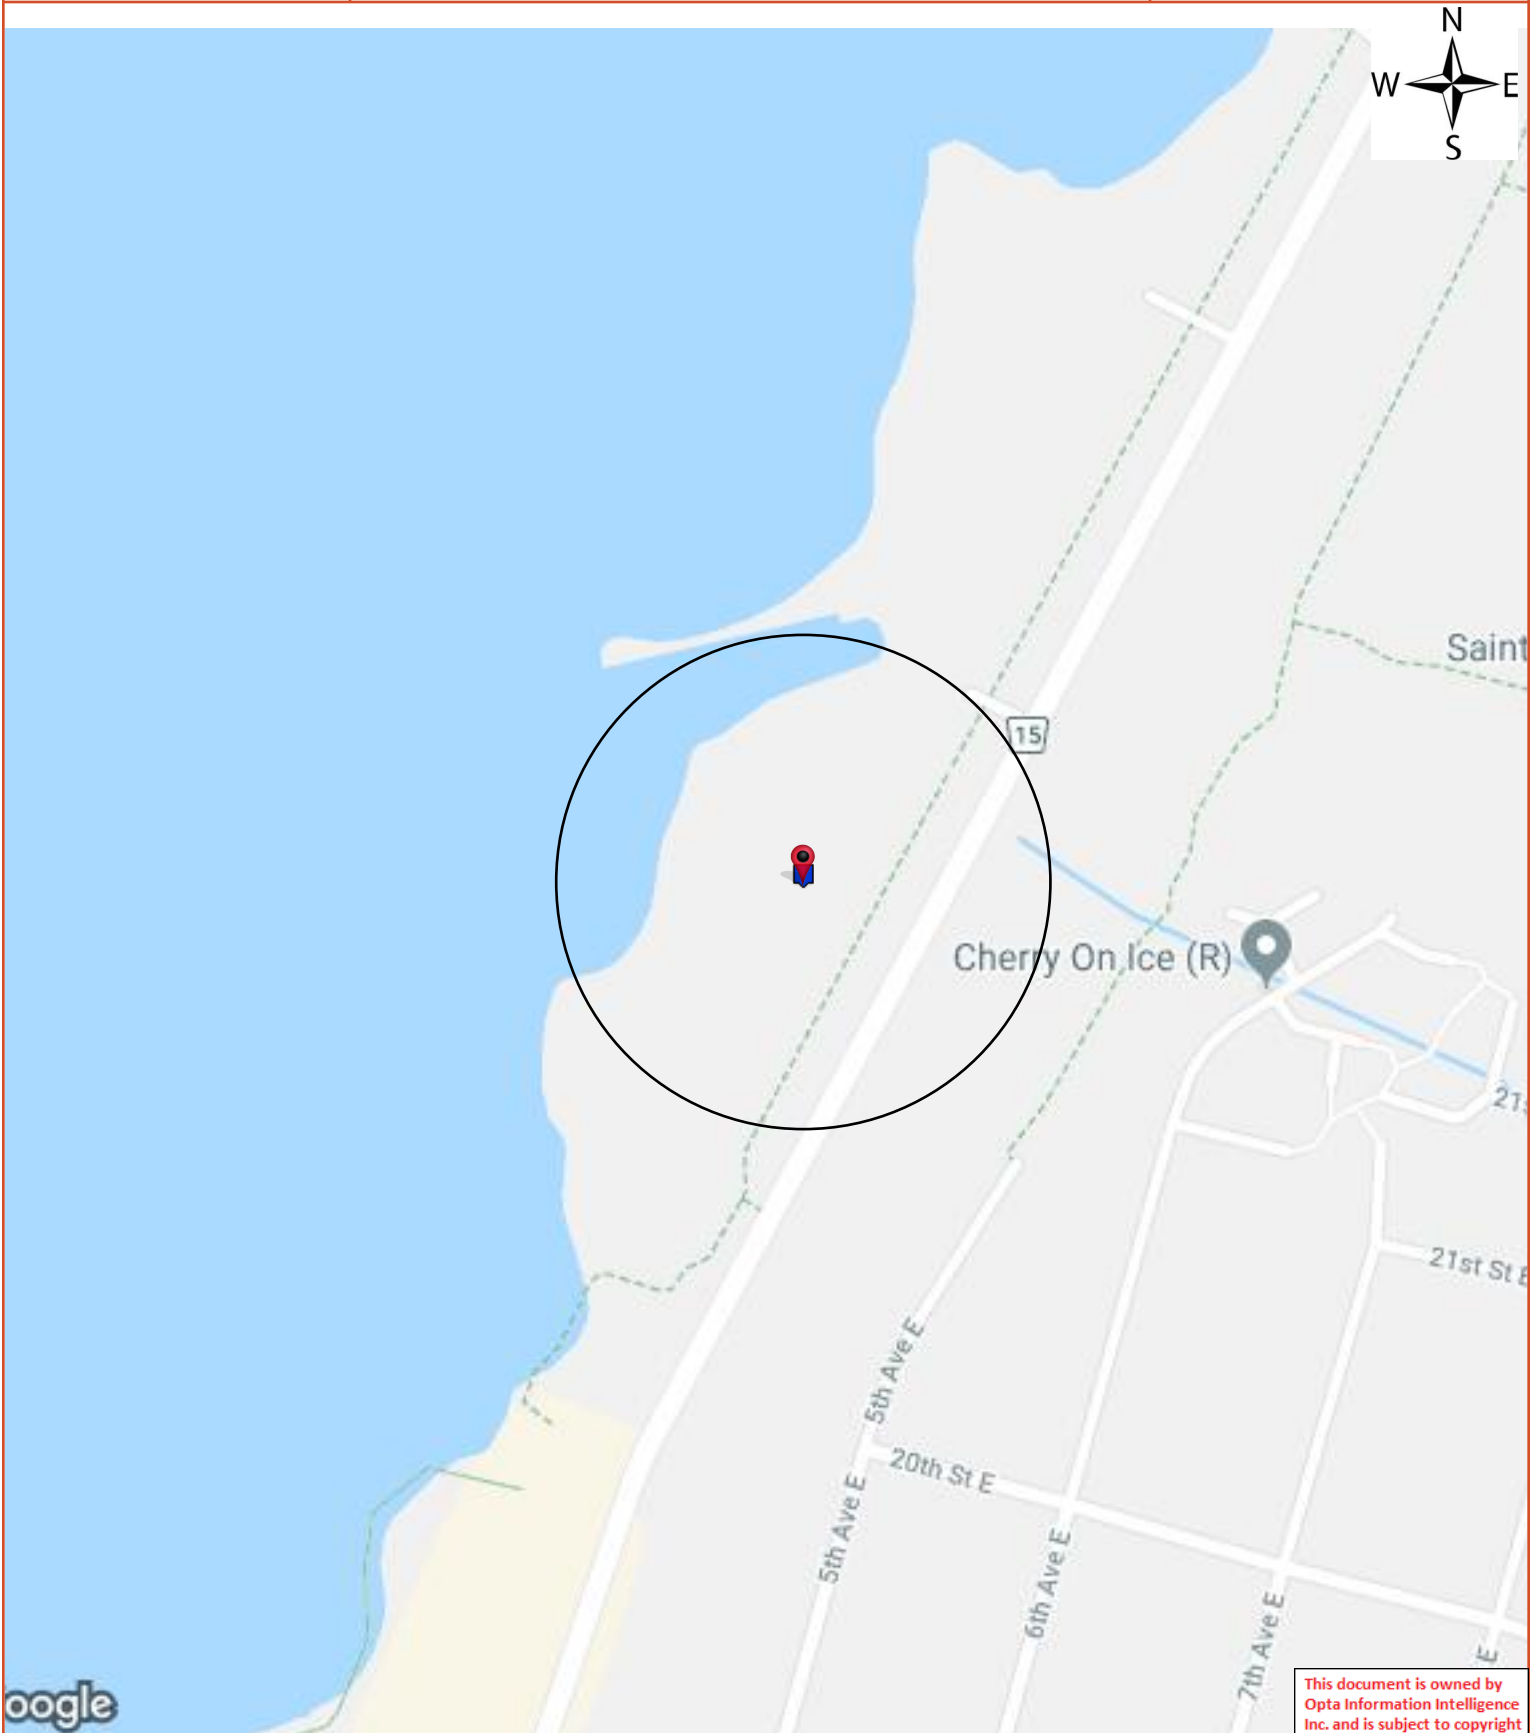 N
W E
S
Saint
15
Cherry On Ice (R)
21s
21st St E
5th Ave E
20th St E
5th Ave E
6th Ave E
7th Ave E
E
oogle
This document is owned by
Opta Information Intelligence
Inc. and is subject to copyright